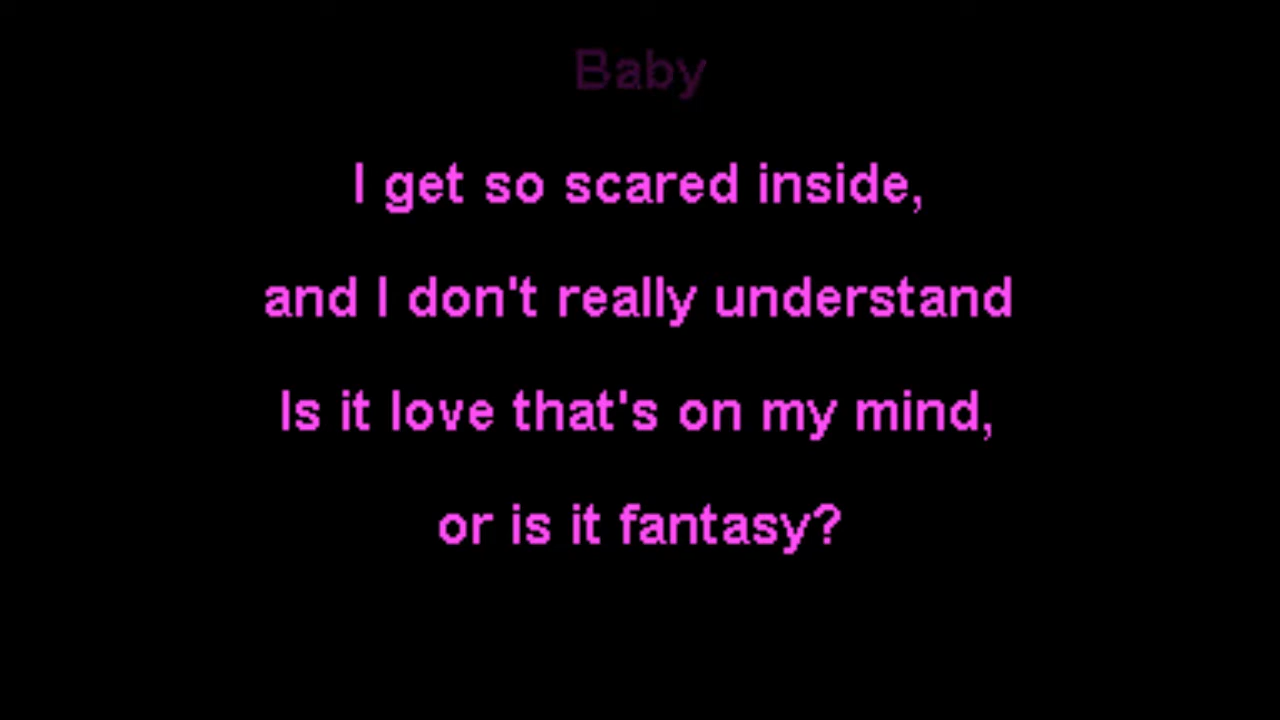 Baby
I get so scared inside,
and I don't really understand
Is it love that's on my mind,
or is it fantasy?